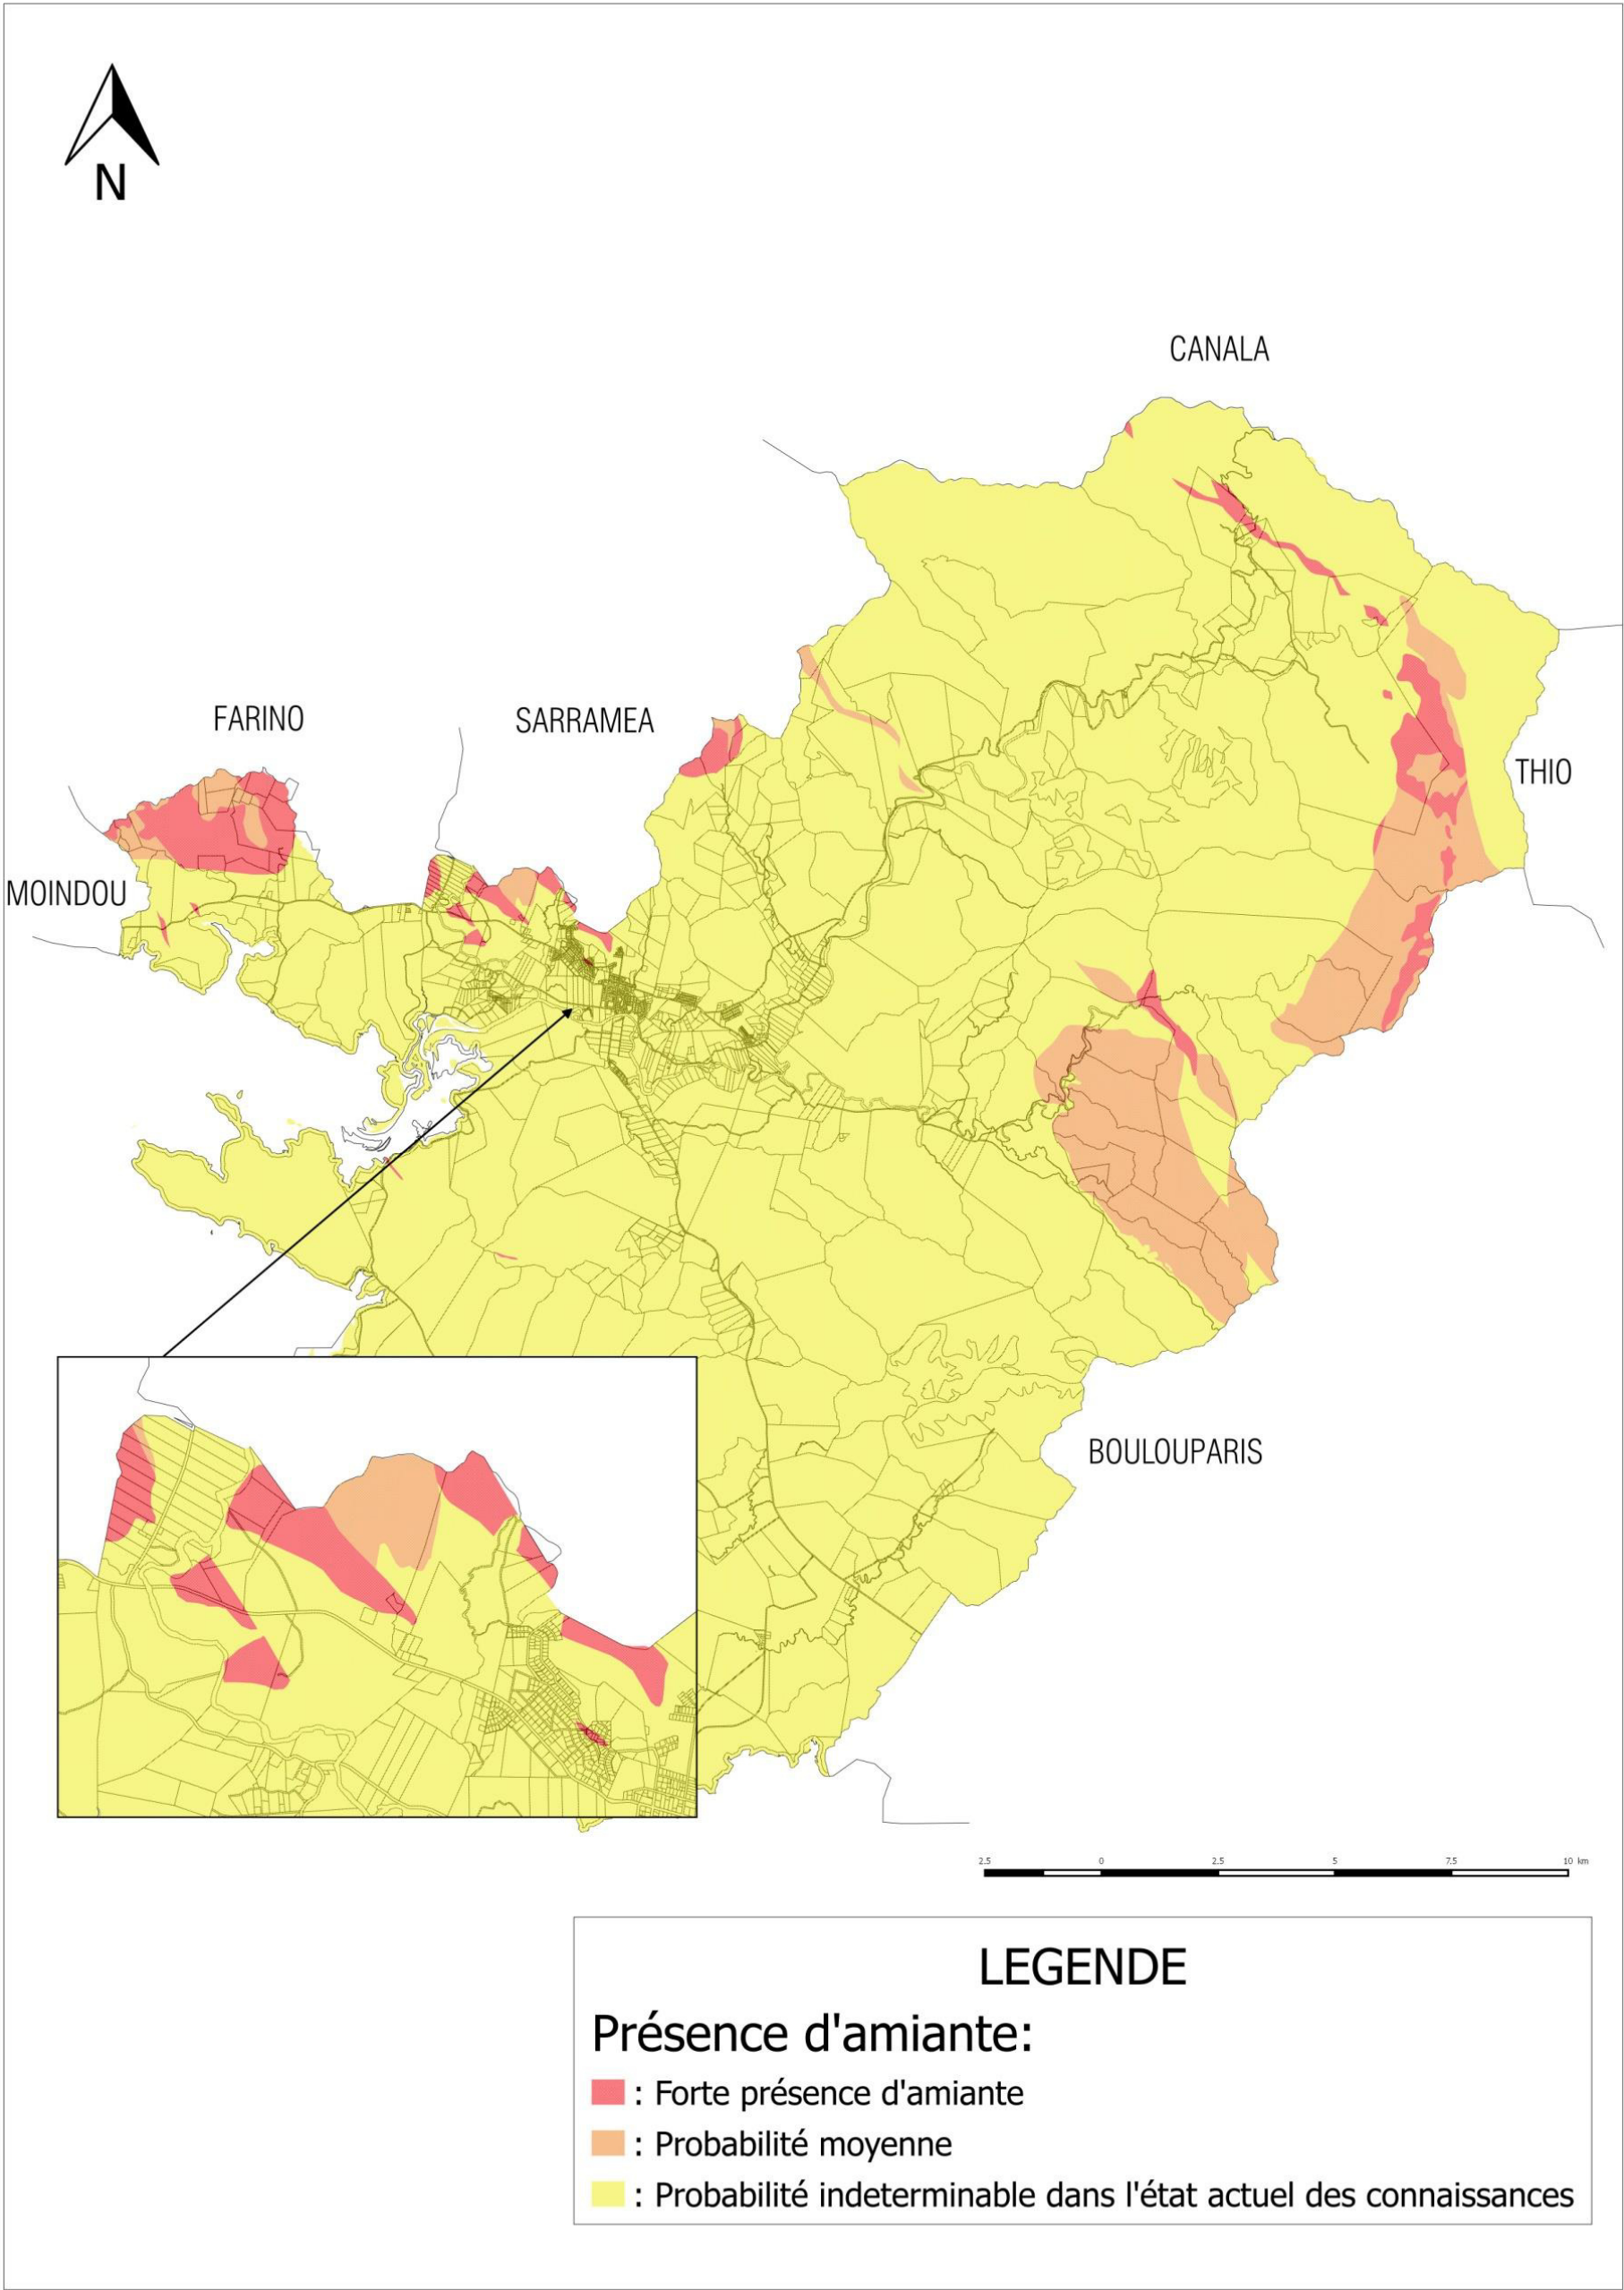 N
CANALA
FARINO
SARRAMEA
THIO
MOINDOU
BOULOUPARIS
2.5 0 2.5 5 7.5 10 km
LEGENDE
Présence d'amiante:
: Forte présence d'amiante
: Probabilité moyenne
: Probabilité indeterminable dans l'état actuel des connaissances